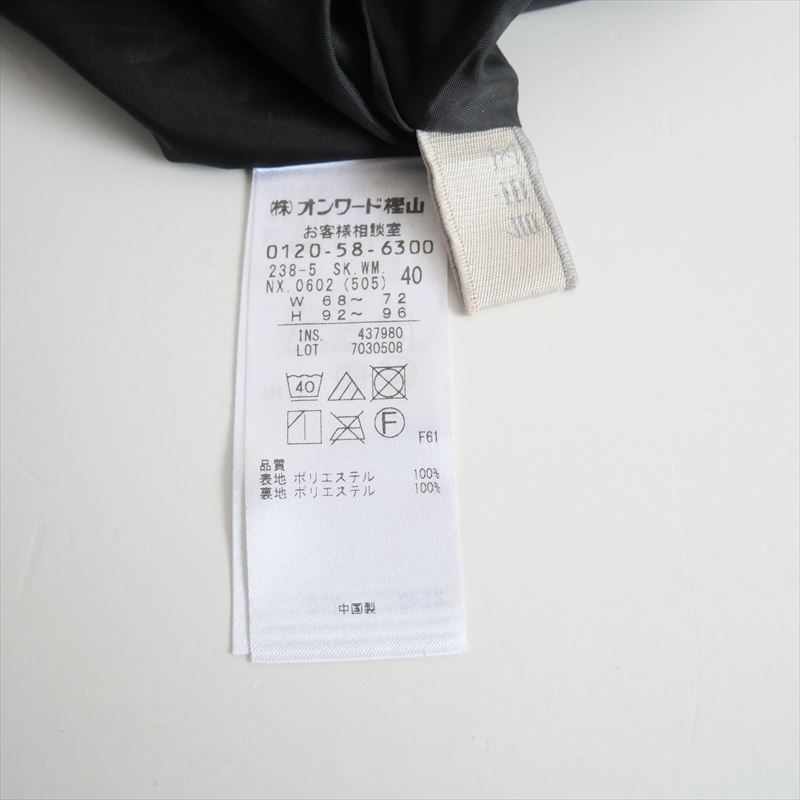 (株)オンワード樫山
お客様相談室
0120-58-6300
238-5 SK.WM.
NX.0602 (505) 40
W 68～ 72
H 92～ 96
INS. 437980
LOT 7030508
40
F
F61
品質
表地 ポリエステル 100%
裏地 ポリエステル 100%
中国製